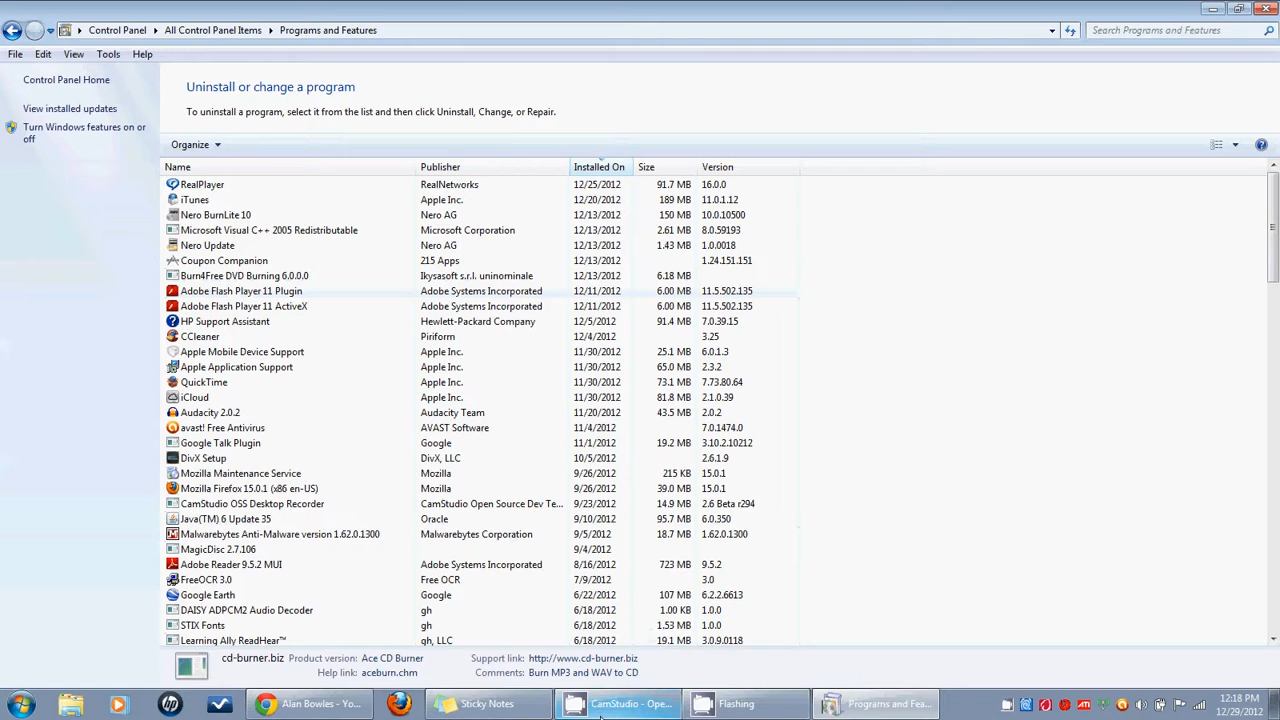 Control Panel All Control Panel Items Programs and Features
Search Programs and Features
File Edit View Tools Help
Control Panel Home
View installed updates
Turn Windows features on or off
Uninstall or change a program
To uninstall a program, select it from the list and then click Uninstall, Change, or Repair.
Organize
Name Publisher Installed On Size Version
RealPlayer RealNetworks 12/25/2012 91.7 MB 16.0.0
iTunes Apple Inc. 12/20/2012 189 MB 11.0.1.12
Nero BurnLite 10 Nero AG 12/13/2012 150 MB 10.0.10500
Microsoft Visual C++ 2005 Redistributable Microsoft Corporation 12/13/2012 2.61 MB 8.0.59193
Nero Update Nero AG 12/13/2012 1.43 MB 1.0.0018
Coupon Companion 215 Apps 12/13/2012 1.24.151.151
Burn4Free DVD Burning 6.0.0.0 Ikysasoft s.r.l. uninominale 12/13/2012 6.18 MB
Adobe Flash Player 11 Plugin Adobe Systems Incorporated 12/11/2012 6.00 MB 11.5.502.135
Adobe Flash Player 11 ActiveX Adobe Systems Incorporated 12/11/2012 6.00 MB 11.5.502.135
HP Support Assistant Hewlett-Packard Company 12/5/2012 91.4 MB 7.0.39.15
CCleaner Piriform 12/4/2012 3.25
Apple Mobile Device Support Apple Inc. 11/30/2012 25.1 MB 6.0.1.3
Apple Application Support Apple Inc. 11/30/2012 65.0 MB 2.3.2
QuickTime Apple Inc. 11/30/2012 73.1 MB 7.73.80.64
iCloud Apple Inc. 11/30/2012 81.8 MB 2.1.0.39
Audacity 2.0.2 Audacity Team 11/20/2012 43.5 MB 2.0.2
avast! Free Antivirus AVAST Software 11/4/2012 7.0.1474.0
Google Talk Plugin Google 11/1/2012 19.2 MB 3.10.2.10212
DivX Setup DivX, LLC 10/5/2012 2.6.1.9
Mozilla Maintenance Service Mozilla 9/26/2012 215 KB 15.0.1
Mozilla Firefox 15.0.1 (x86 en-US) Mozilla 9/26/2012 39.0 MB 15.0.1
CamStudio OSS Desktop Recorder CamStudio Open Source Dev Te... 9/23/2012 14.9 MB 2.6 Beta r294
Java(TM) 6 Update 35 Oracle 9/10/2012 95.7 MB 6.0.350
Malwarebytes Anti-Malware version 1.62.0.1300 Malwarebytes Corporation 9/5/2012 18.7 MB 1.62.0.1300
MagicDisc 2.7.106 9/4/2012
Adobe Reader 9.5.2 MUI Adobe Systems Incorporated 8/16/2012 723 MB 9.5.2
FreeOCR 3.0 Free OCR 7/9/2012 3.0
Google Earth Google 6/22/2012 107 MB 6.2.2.6613
DAISY ADPCM2 Audio Decoder gh 6/18/2012 1.00 KB 1.0.0
STIX Fonts gh 6/18/2012 1.53 MB 1.0.0
Learning Ally ReadHear™ gh, LLC 6/18/2012 19.1 MB 3.0.9.0118
cd-burner.biz Product version: Ace CD Burner Support link: http://www.cd-burner.biz
Help link: aceburn.chm Comments: Burn MP3 and WAV to CD
hp Alan Bowles - Yo... Sticky Notes CamStudio - Ope... Flashing Programs and Fea...
12:18 PM
12/29/2012